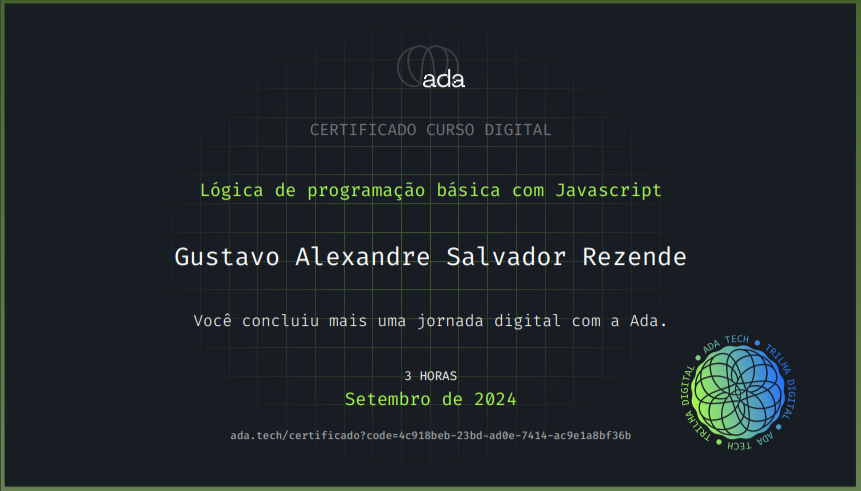 ada
CERTIFICADO CURSO DIGITAL
Lógica de programação básica com Javascript
Gustavo Alexandre Salvador Rezende
Você concluiu mais uma jornada digital com a Ada.
3 HORAS
Setembro de 2024
ada.tech/certificado?code=4c918beb-23bd-ad0e-7414-ac9e1a8bf36b
ADA TECH • TRILHA DIGITAL • ADA TECH • TRILHA DIGITAL •